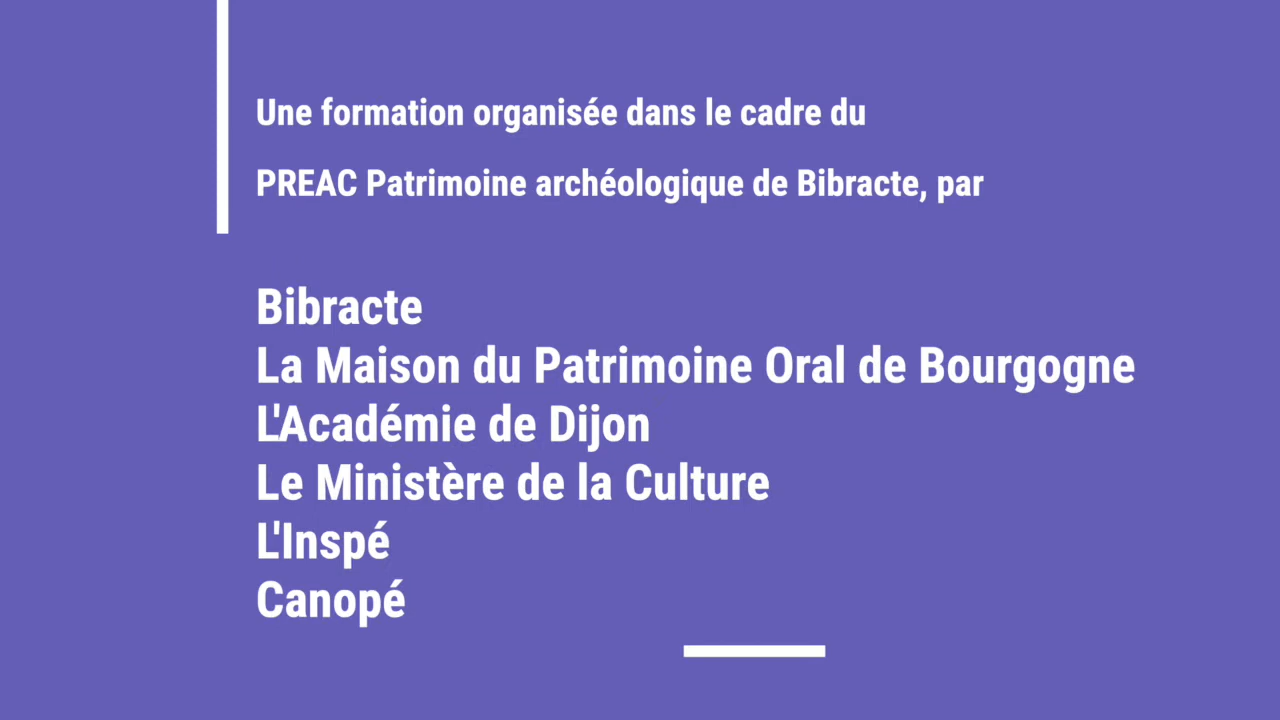 Une formation organisée dans le cadre du
PREAC Patrimoine archéologique de Bibracte, par
Bibracte
La Maison du Patrimoine Oral de Bourgogne
L'Académie de Dijon
Le Ministère de la Culture
L'Inspé
Canopé